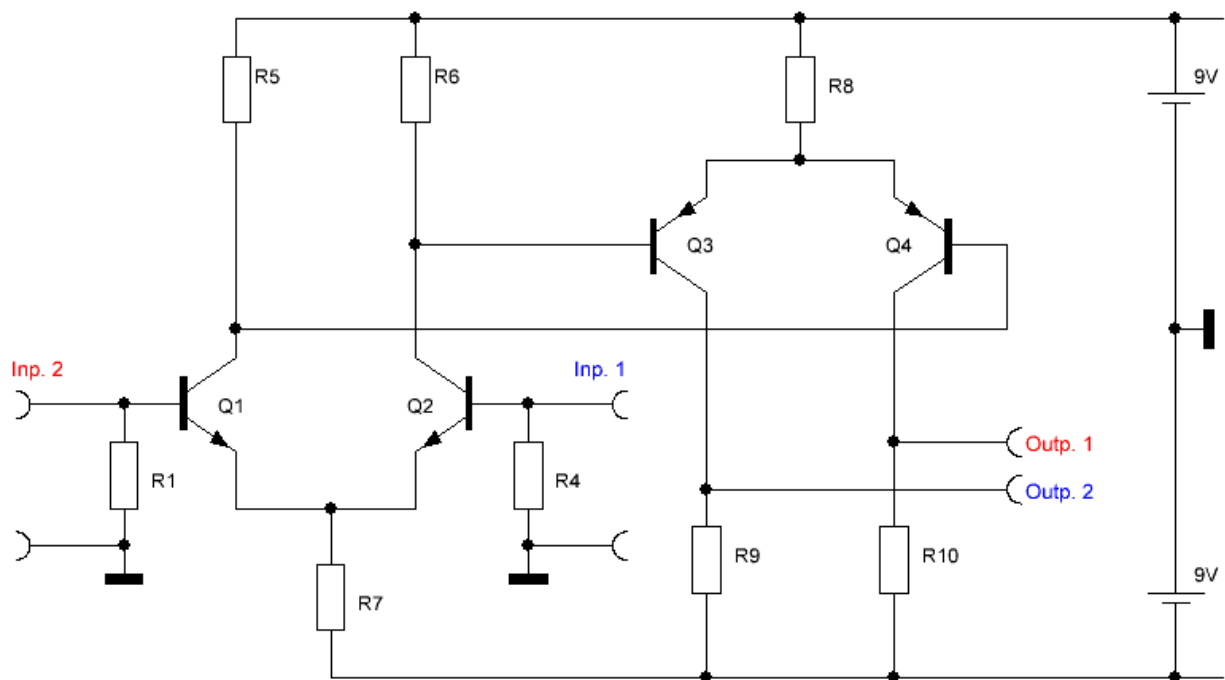 R5
R6
R8
9V
Q3
Q4
Inp. 2
Inp. 1
Q1
Q2
Outp. 1
R1
R4
Outp. 2
R9
R10
R7
9V